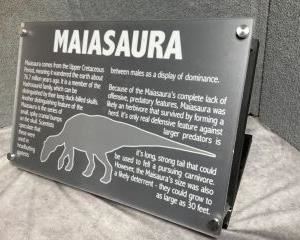 MAIASAURA
Maiasaura comes from the Upper Cretaceous
Period, meaning it wandered the earth about
76.7 million years ago. It is a member of the
Hadrosaurid family, which can be
distinguished by their long duck-billed skulls.
Another distinguishing feature of the
Maiasaura is the series of
small, spiky cranial bumps
on the skull. Scientists
speculate that
these were
used in
headbutting
between males as a display of dominance.
Because of the Maiasaura's complete lack of
offensive, predatory features, Maiasaura was
likely an herbivore that survived by forming a
herd. It's only real defensive feature against
larger predators is
it's long, strong tail that could
be used to fell a pursuing carnivore.
However, the Maiasaura's size was also
a likely deterrent - they could grow to
as large as 30 feet.